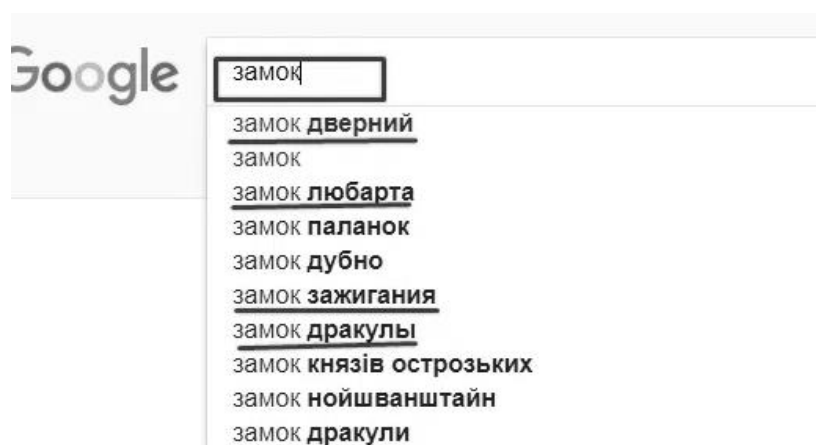 Google
замок
замок дверний
замок
замок любарта
замок паланок
замок дубно
замок зажигания
замок дракулы
замок князів острозьких
замок нойшванштайн
замок дракули